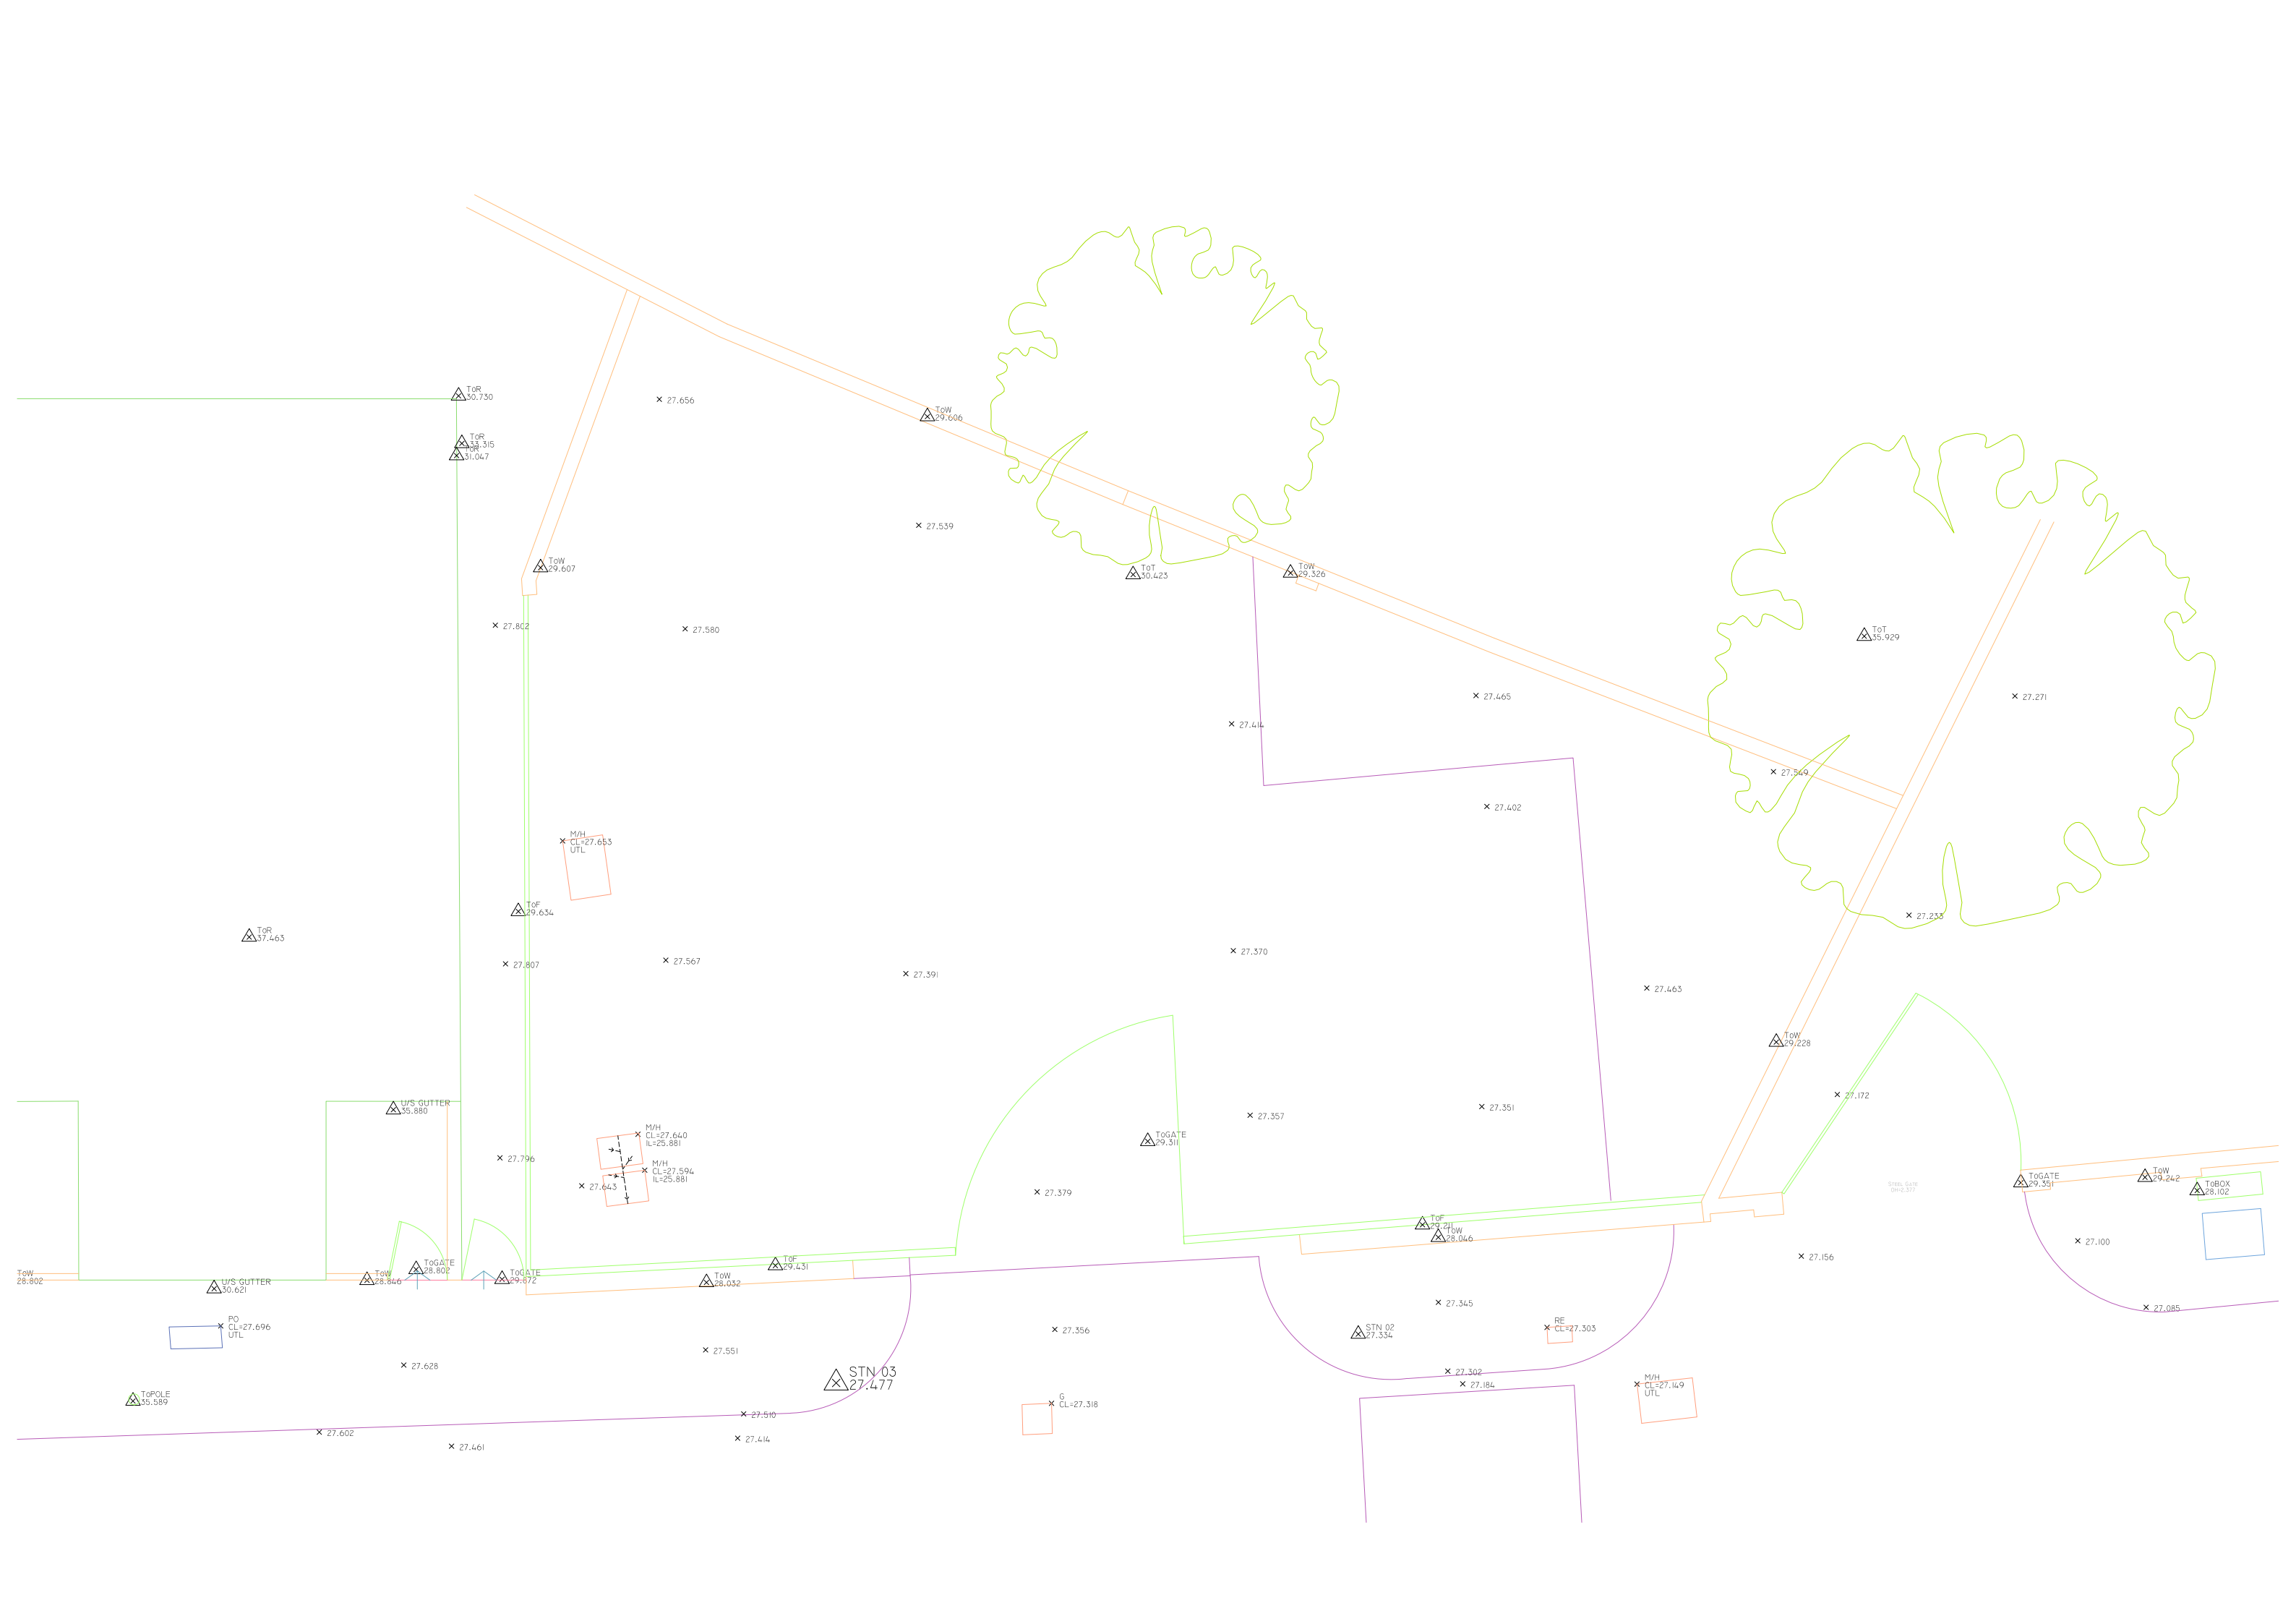 ToR
30.730
27.656
ToW
29.606
ToR
33.315
ToR
31.047
27.539
ToW
29.607
ToT
30.423
ToW
29.326
27.802
27.580
ToT
35.929
27.465
27.271
27.414
27.549
27.402
M/H
CL=27.653
UTL
ToF
29.634
27.233
ToR
37.463
27.370
27.807
27.567
27.391
27.463
ToW
29.228
27.172
U/S GUTTER
35.880
27.351
27.357
M/H
CL=27.640
IL=25.881
ToGATE
29.311
27.796
M/H
CL=27.594
IL=25.881
27.643
27.379
ToGATE
29.351
ToW
29.242
ToBOX
28.102
STEEL GATE
ToF
29.211
ToW
28.046
27.100
27.156
ToF
29.431
ToGATE
28.802
ToW
28.802
ToW
28.846
ToGATE
29.872
ToW
28.032
U/S GUTTER
30.621
27.345
27.085
PO
CL=27.696
UTL
27.356
STN 02
27.334
RE
CL=27.303
27.551
27.628
STN 03
27.477
27.302
27.184
M/H
CL=27.149
UTL
ToPOLE
35.589
G
CL=27.318
27.510
27.602
27.414
27.461